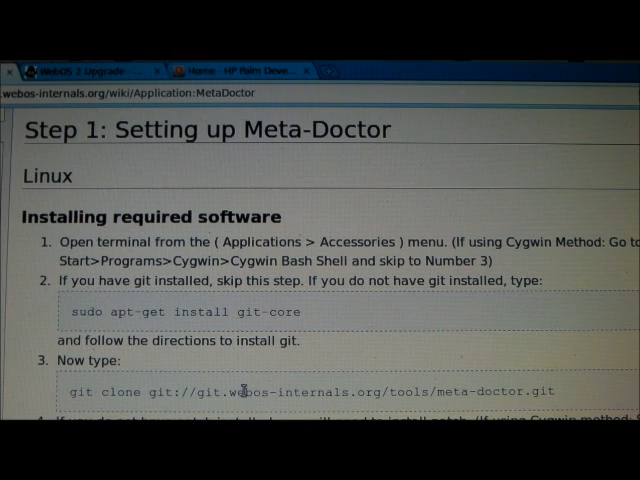 WebOS 2 Upgrade
Home - HP Palm Deve...
.webos-internals.org/wiki/Application:MetaDoctor
Step 1: Setting up Meta-Doctor
Linux
Installing required software
1. Open terminal from the ( Applications > Accessories ) menu. (If using Cygwin Method: Go to
Start>Programs>Cygwin>Cygwin Bash Shell and skip to Number 3)
2. If you have git installed, skip this step. If you do not have git installed, type:
sudo apt-get install git-core
and follow the directions to install git.
3. Now type:
git clone git://git.webos-internals.org/tools/meta-doctor.git